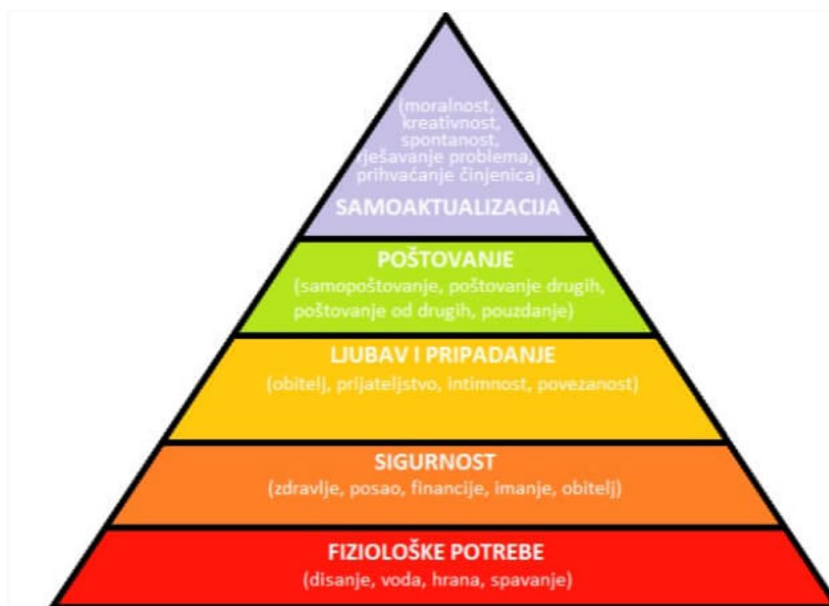 (moralnost,
kreativnost,
spontanost,
rješavanje problema,
prihvaćanje činjenica)
SAMOAKTUALIZACIJA
POŠTOVANJE
(samopoštovanje, poštovanje drugih,
poštovanje od drugih, pouzdanje)
LJUBAV I PRIPADANJE
(obitelj, prijateljstvo, intimnost, povezanost)
SIGURNOST
(zdravlje, posao, financije, imanje, obitelj)
FIZIOLOŠKE POTREBE
(disanje, voda, hrana, spavanje)